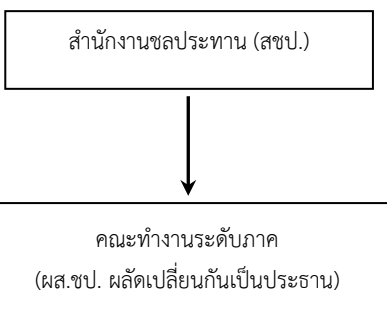 สำนักงานชลประทาน (สชป.)
คณะทำงานระดับภาค
(ผส.ชป. ผลัดเปลี่ยนกันเป็นประธาน)